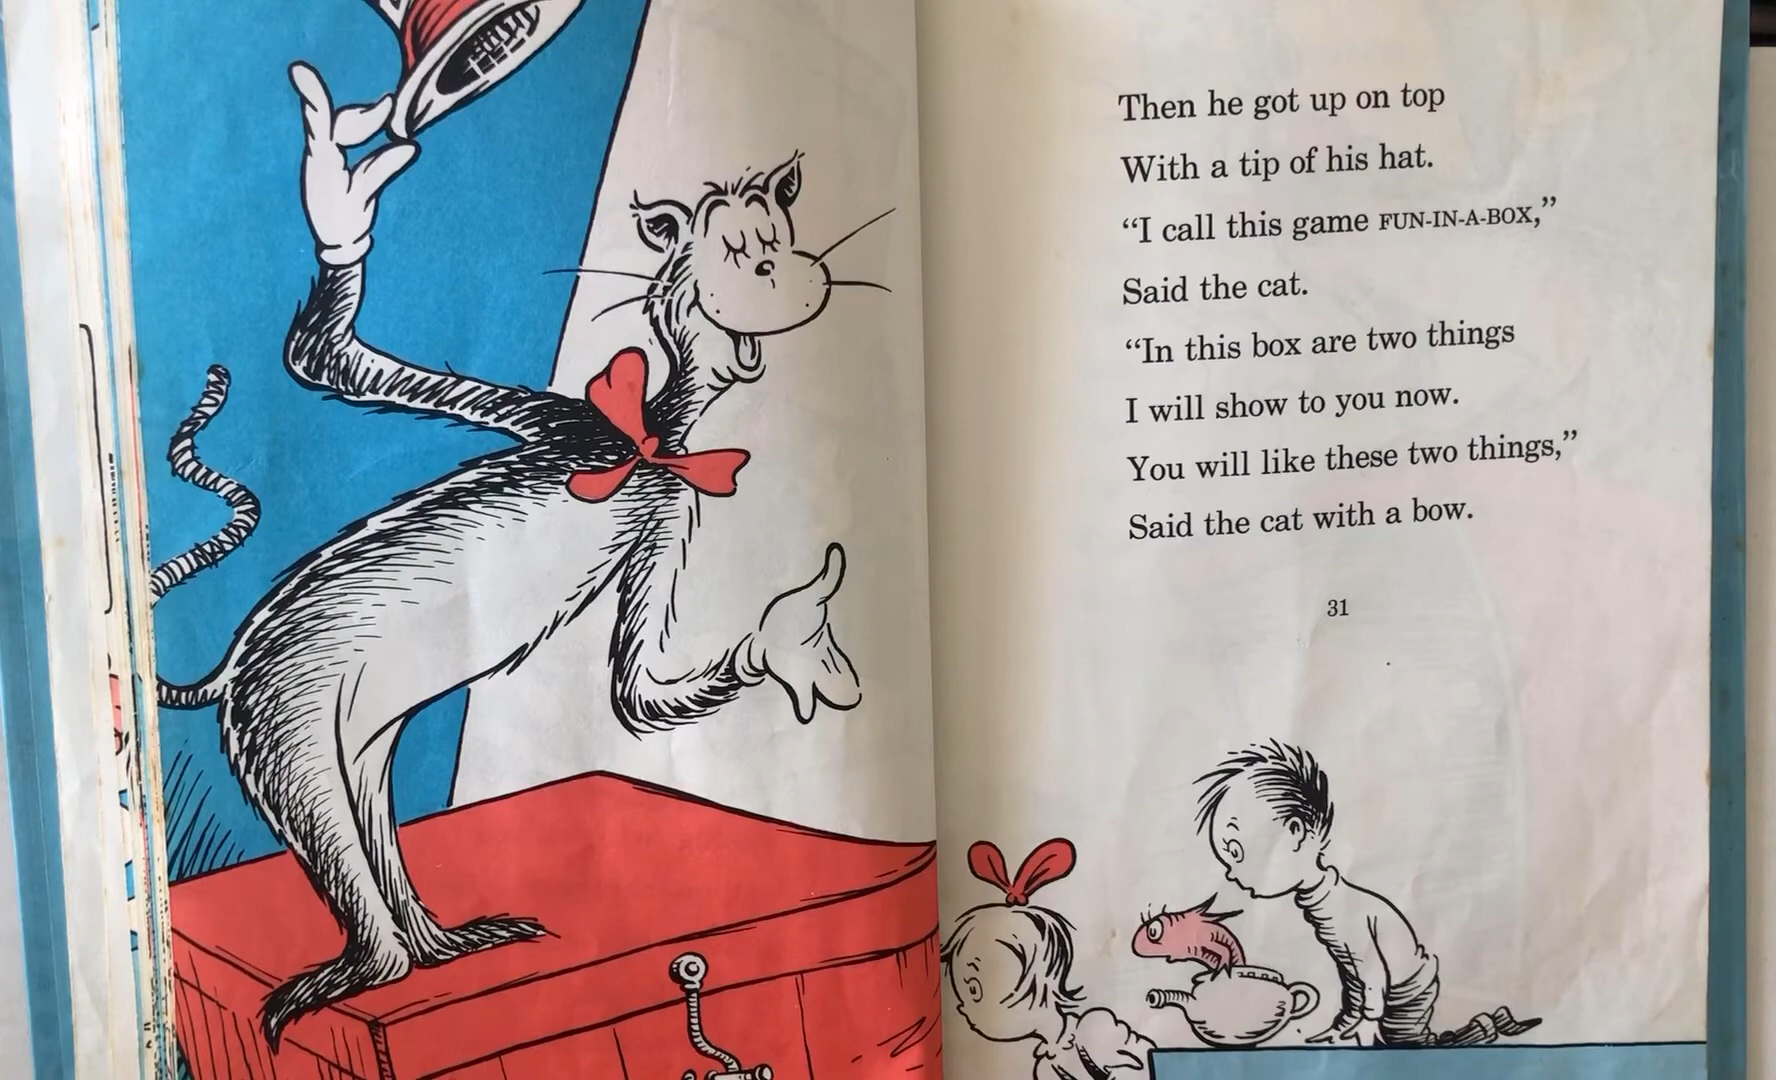 Then he got up on top
With a tip of his hat.
“I call this game FUN-IN-A-BOX,”
Said the cat.
“In this box are two things
I will show to you now.
You will like these two things,”
Said the cat with a bow.
31